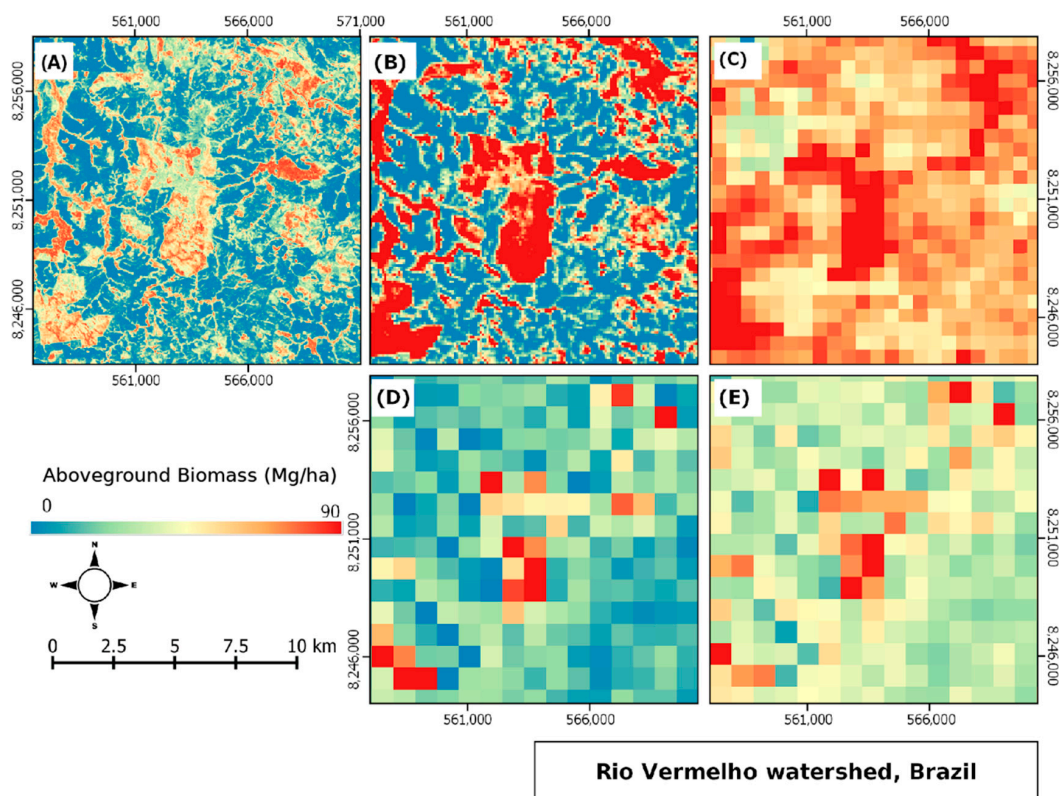 561,000 566,000 571,000 566,000 561,000 566,000
(A) (B) (C)
8,256,000 8,256,000
8,251,000 8,251,000
8,246,000 8,246,000
561,000 566,000
(D) (E)
8,256,000 8,256,000
Aboveground Biomass (Mg/ha)
0 90
8,251,000 8,251,000
N
W E
S
0 2.5 5 7.5 10 km
8,246,000 8,246,000
561,000 566,000 561,000 566,000
Rio Vermelho watershed, Brazil